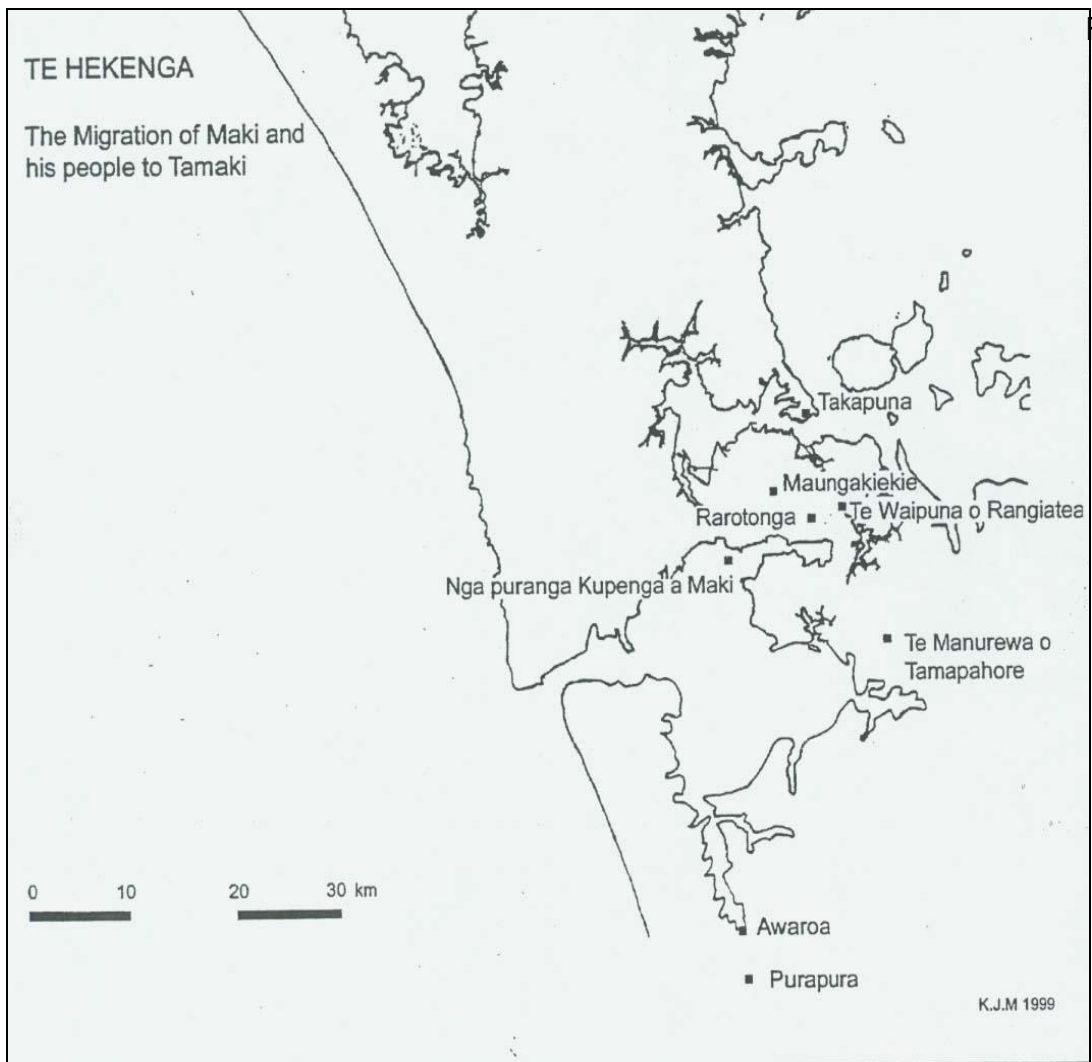 TE HEKENGA
The Migration of Maki and
his people to Tamaki
Takapuna
Maungakiekie
Rarotonga
Te Waipuna o Rangiatea
Nga puranga Kupenga a Maki
Te Manurewa o
Tamapahore
0 10 20 30 km
Awaroa
Purapura
K.J.M 1999